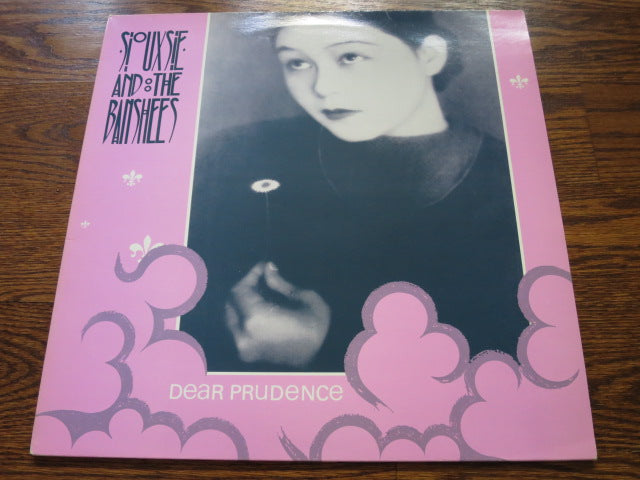 SIOUXSIE
AND THE
BANSHEES
DeaR PRUDeNCe